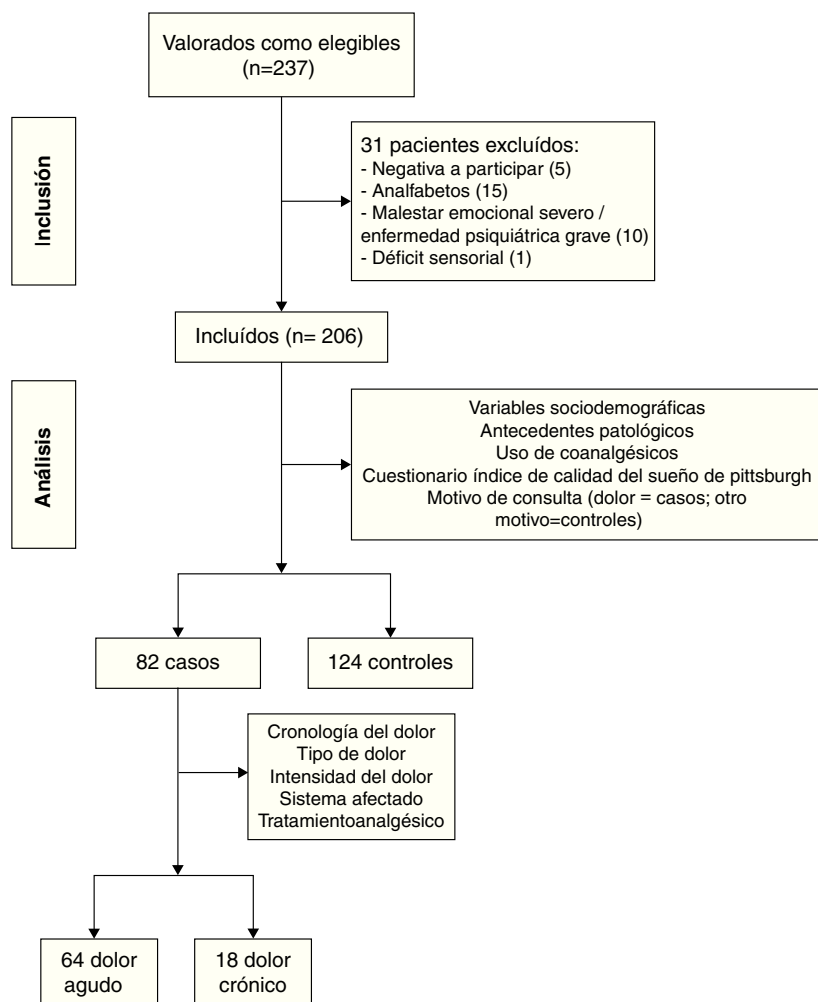 Valorados como elegibles
(n=237)
Inclusión
31 pacientes excluídos:
- Negativa a participar (5)
- Analfabetos (15)
- Malestar emocional severo /
enfermedad psiquiátrica grave (10)
- Déficit sensorial (1)
Incluídos (n= 206)
Análisis
Variables sociodemográficas
Antecedentes patológicos
Uso de coanalgésicos
Cuestionario índice de calidad del sueño de pittsburgh
Motivo de consulta (dolor = casos; otro
motivo=controles)
82 casos
124 controles
Cronología del dolor
Tipo de dolor
Intensidad del dolor
Sistema afectado
Tratamientoanalgésico
64 dolor
agudo
18 dolor
crónico